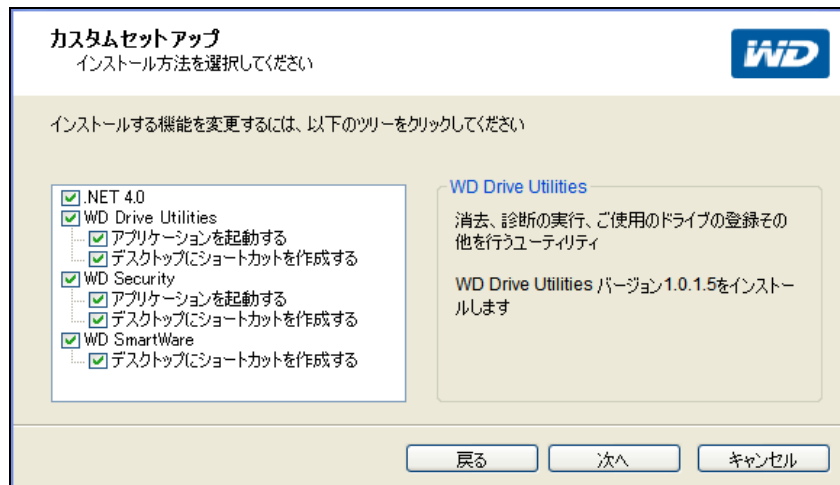 カスタムセットアップ
インストール方法を選択してください
WD
インストールする機能を変更するには、以下のツリーをクリックしてください
.NET 4.0
WD Drive Utilities
アプリケーションを起動する
デスクトップにショートカットを作成する
WD Security
アプリケーションを起動する
デスクトップにショートカットを作成する
WD SmartWare
デスクトップにショートカットを作成する
WD Drive Utilities
消去、診断の実行、ご使用のドライブの登録その
他を行うユーティリティ
WD Drive Utilities バージョン1.0.1.5をインストー
ルします
戻る
次へ
キャンセル